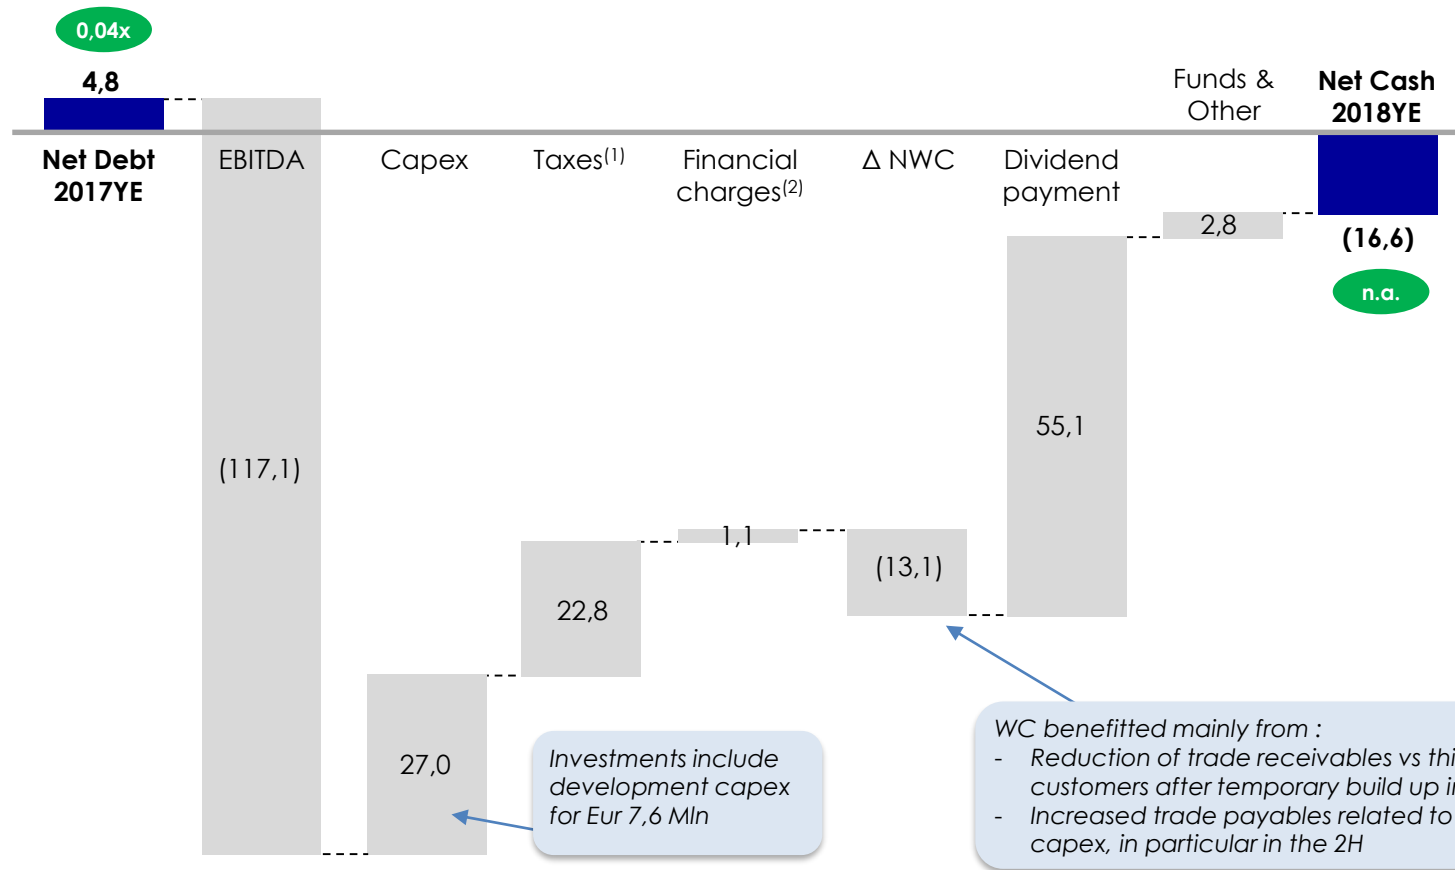 0,04x
4,8
Net Debt
2017YE
EBITDA
(117,1)
Capex
27,0
Taxes(1)
22,8
Financial
charges(2)
1,1
Δ NWC
(13,1)
Dividend
payment
55,1
Funds &
Other
2,8
Net Cash
2018YE
(16,6)
n.a.
Investments include
development capex
for Eur 7,6 Mln
WC benefitted mainly from :
- Reduction of trade receivables vs
customers after temporary build up
- Increased trade payables related to
capex, in particular in the 2H